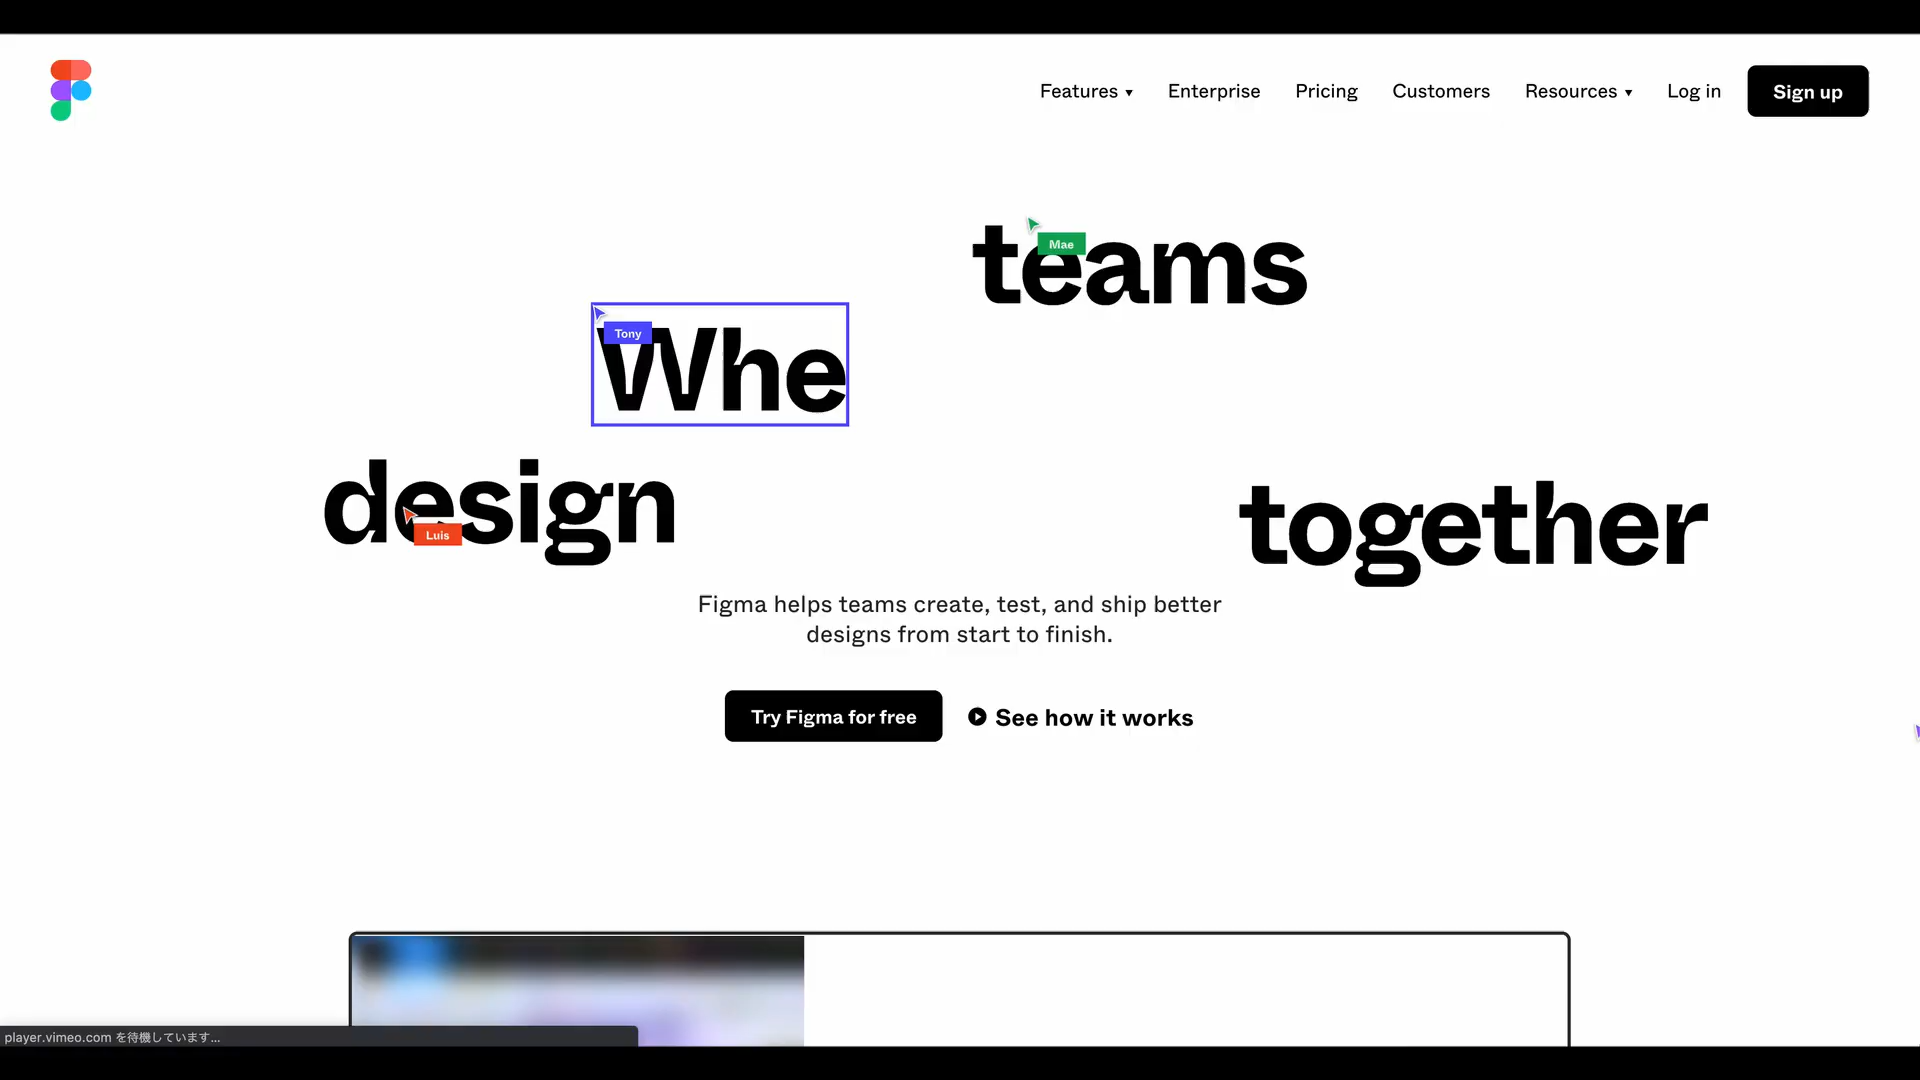 Features ▾
Enterprise
Pricing
Customers
Resources ▾
Log in
Sign up
teams
Mae
Tony
Whe
design
Luis
together
Figma helps teams create, test, and ship better
designs from start to finish.
Try Figma for free
See how it works
player.vimeo.com を待機しています...